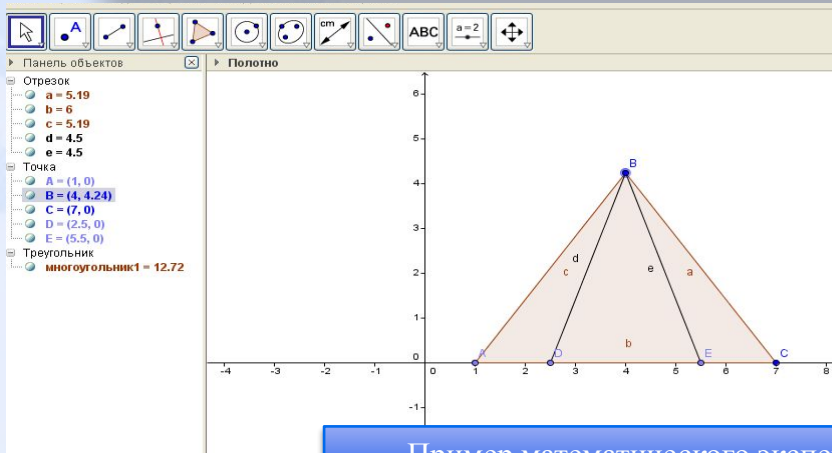 A
cm
ABC
a=2
Панель объектов
Полотно
Отрезок
a = 5.19
b = 6
c = 5.19
d = 4.5
e = 4.5
Точка
A = (1, 0)
B = (4, 4.24)
C = (7, 0)
D = (2.5, 0)
E = (5.5, 0)
Треугольник
многоугольник1 = 12.72
6
5
B
4
3
d
c
e
a
2
1
b
0
A
D
E
C
-4
-3
-2
-1
0
1
2
3
4
5
6
7
8
-1
Пример математического